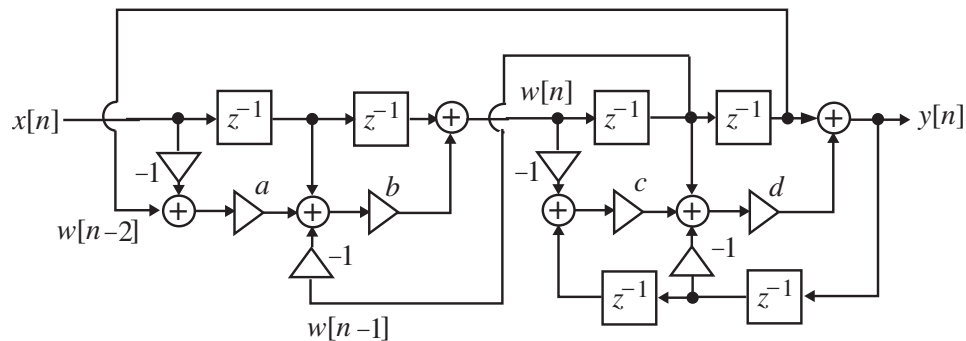 w[n]
x[n] z⁻¹ z⁻¹ + z⁻¹ z⁻¹ + y[n]
–1 a b –1 c d
+ + + +
w[n–2] –1 –1
z⁻¹ z⁻¹
w[n–1]